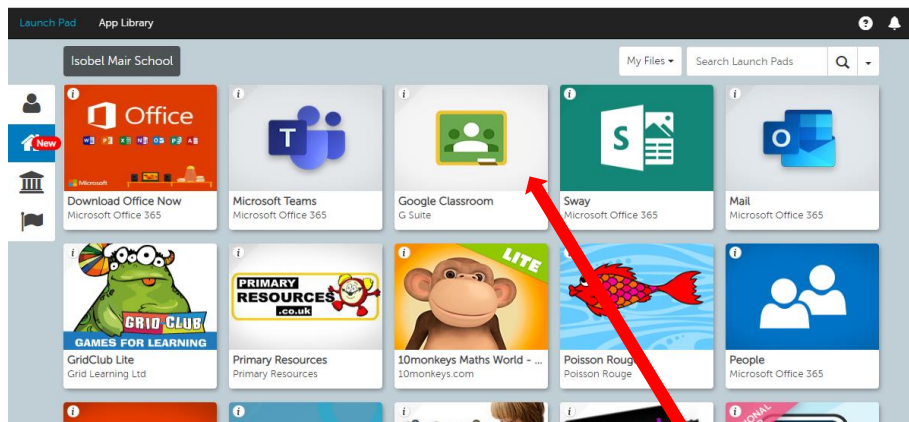 Launch Pad App Library
Isobel Mair School
My Files
Search Launch Pads
New
Office
Microsoft
Download Office Now
Microsoft Office 365
T
Microsoft Teams
Microsoft Office 365
Google Classroom
G Suite
S
Sway
Microsoft Office 365
O
Mail
Microsoft Office 365
GRID CLUB
GAMES FOR LEARNING
GridClub Lite
Grid Learning Ltd
PRIMARY
RESOURCES
.co.uk
Primary Resources
Primary Resources
LITE
10monkeys Maths World - ...
10monkeys.com
Poisson Roug
Poisson Rouge
People
Microsoft Office 365